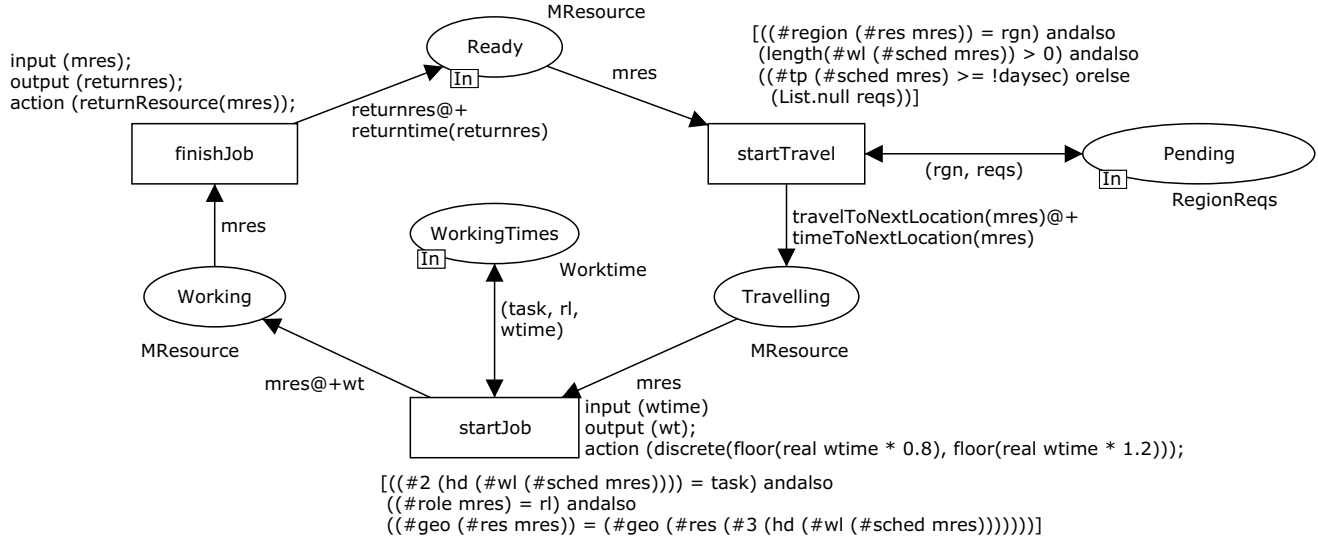 MResource
Ready
In
input (mres);
output (returnres);
action (returnResource(mres));
mres
[((#region (#res mres)) = rgn) andalso
(length(#wl (#sched mres)) > 0) andalso
((#tp (#sched mres) >= !daysec) orelse
(List.null reqs))]
returnres@+
returntime(returnres)
finishJob
startTravel
(rgn, reqs)
Pending
In
RegionReqs
mres
WorkingTimes
In
Worktime
travelToNextLocation(mres)@+
timeToNextLocation(mres)
Working
MResource
(task, rl,
wtime)
Travelling
MResource
mres@+wt
mres
startJob
input (wtime)
output (wt);
action (discrete(floor(real wtime * 0.8), floor(real wtime * 1.2)));
[((#2 (hd (#wl (#sched mres)))) = task) andalso
((#role mres) = rl) andalso
((#geo (#res mres)) = (#geo (#res (#3 (hd (#wl (#sched mres)))))))]